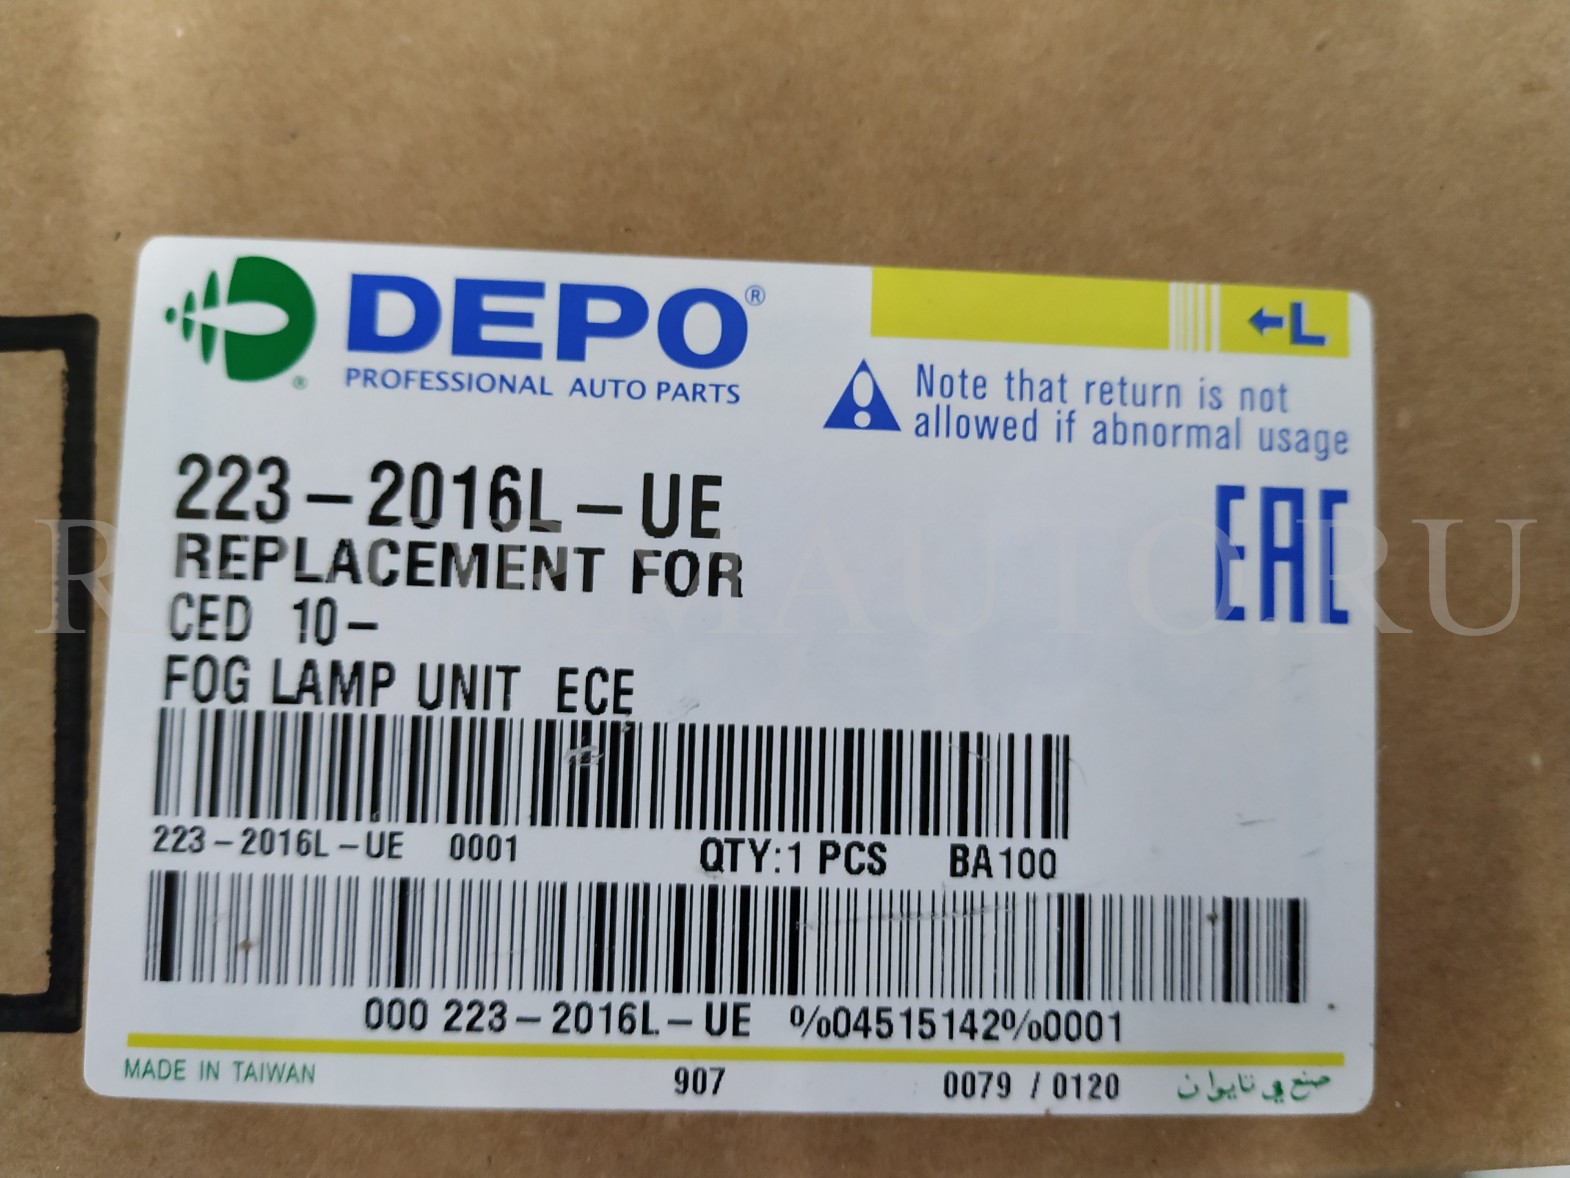 DEPO®
PROFESSIONAL AUTO PARTS
←L
Note that return is not
allowed if abnormal usage
223-2016L-UE
REPLACEMENT FOR
CED 10-
FOG LAMP UNIT ECE
EAC
223-2016L-UE 0001 QTY:1 PCS BA100
000 223-2016L-UE %04515142%0001
MADE IN TAIWAN 907 0079 / 0120 صنع في تايوان